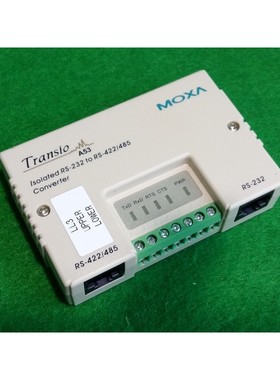 MOXA
Transio
A53
Isolated RS-232 to RS-422/485
Converter
TxD RxD RTS CTS PWR
LLS
UPPER
LOWER
RS-422/485
RS-232